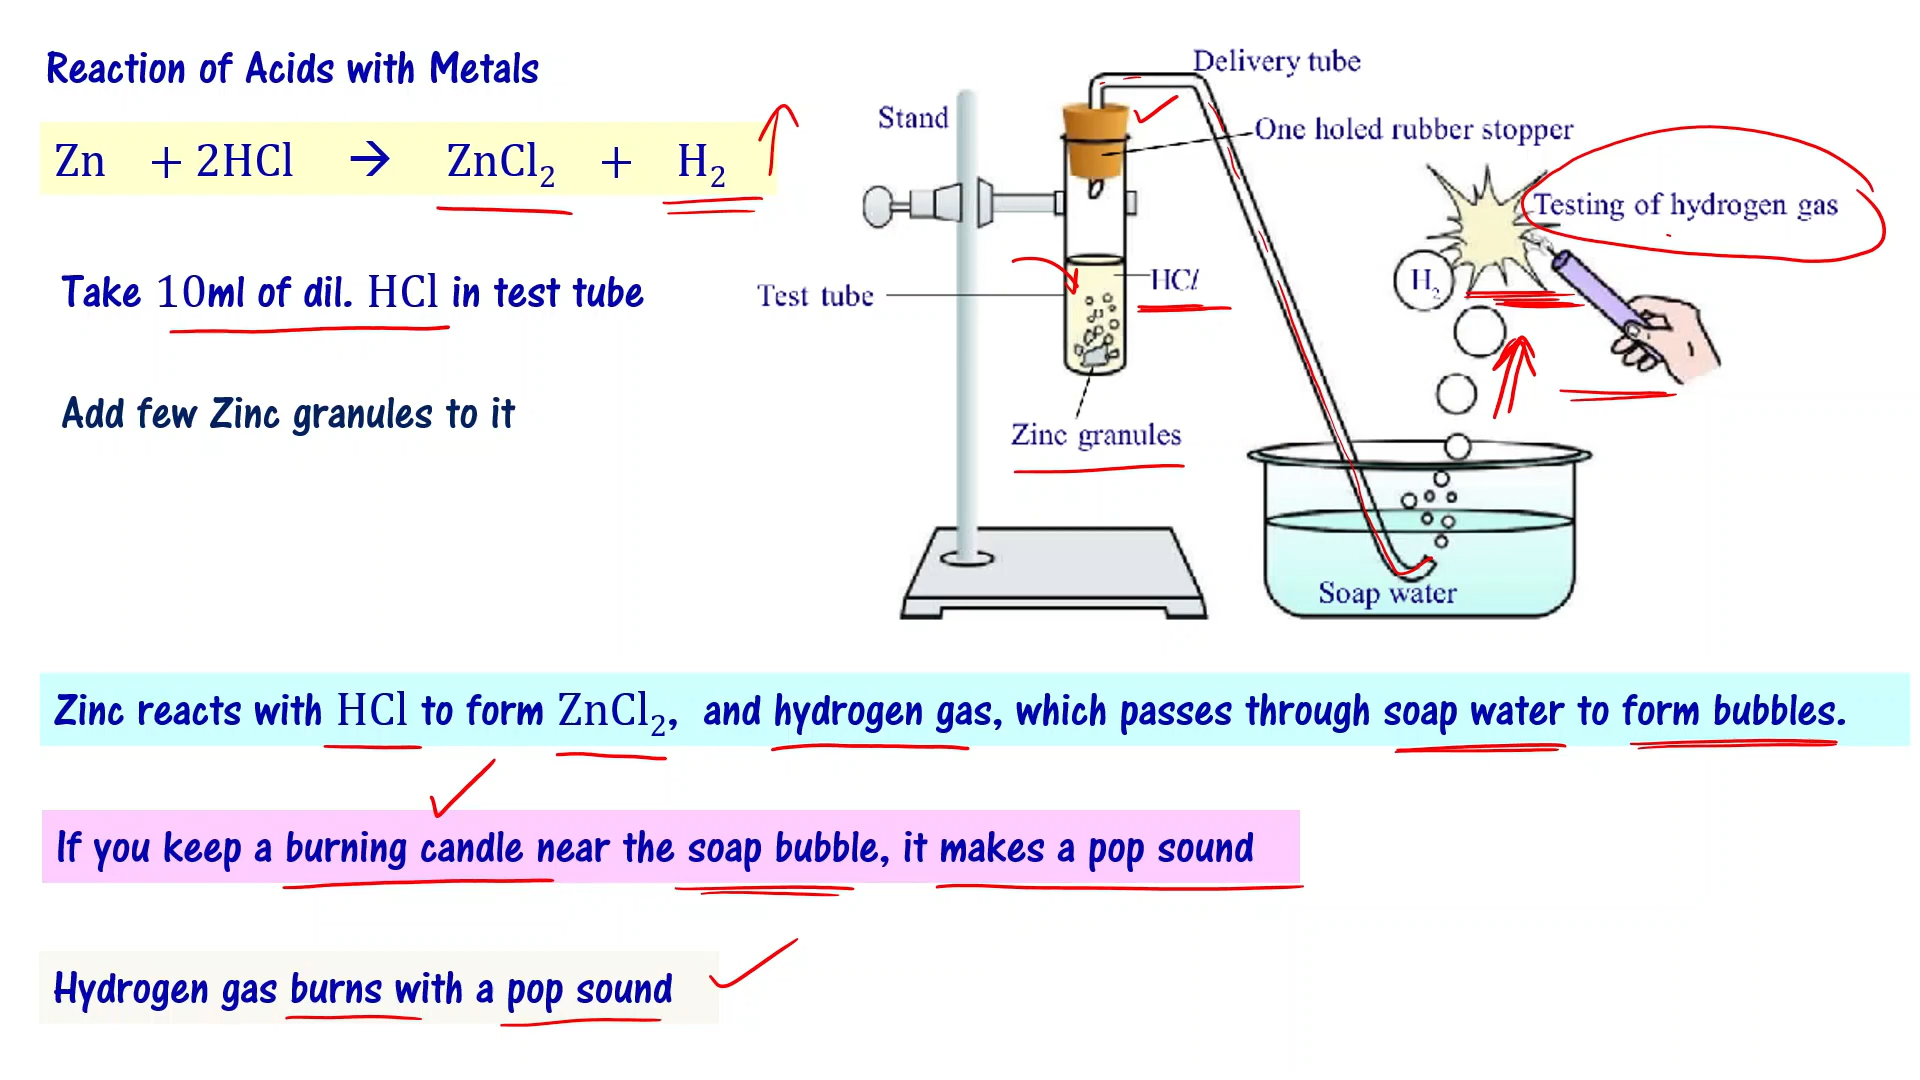 Reaction of Acids with Metals
Zn + 2HCl → ZnCl₂ + H₂
Take 10ml of dil. HCl in test tube
Add few Zinc granules to it
Delivery tube
Stand
One holed rubber stopper
Testing of hydrogen gas
H₂
HCl
Test tube
Zinc granules
Soap water
Zinc reacts with HCl to form ZnCl₂, and hydrogen gas, which passes through soap water to form bubbles.
If you keep a burning candle near the soap bubble, it makes a pop sound
Hydrogen gas burns with a pop sound